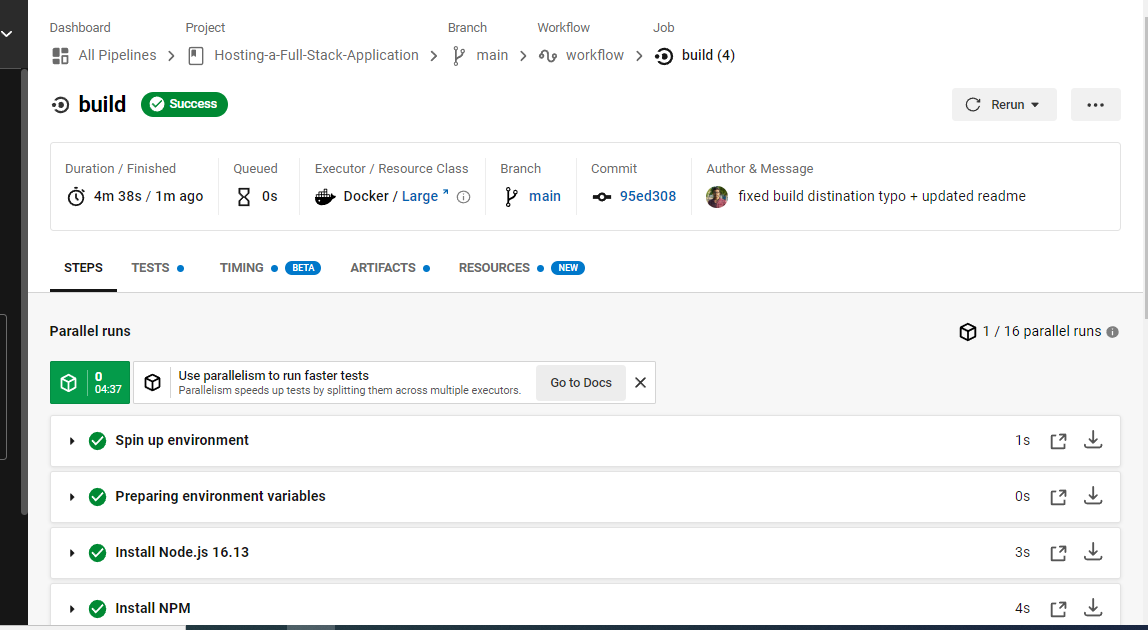 Dashboard Project Branch Workflow Job
All Pipelines Hosting-a-Full-Stack-Application main workflow build (4)
build Success Rerun
Duration / Finished Queued Executor / Resource Class Branch Commit Author & Message
4m 38s / 1m ago 0s Docker / Large main 95ed308 fixed build distination typo + updated readme
STEPS TESTS TIMING BETA ARTIFACTS RESOURCES NEW
Parallel runs 1 / 16 parallel runs
0
04:37
Use parallelism to run faster tests
Parallelism speeds up tests by splitting them across multiple executors.
Go to Docs
Spin up environment 1s
Preparing environment variables 0s
Install Node.js 16.13 3s
Install NPM 4s